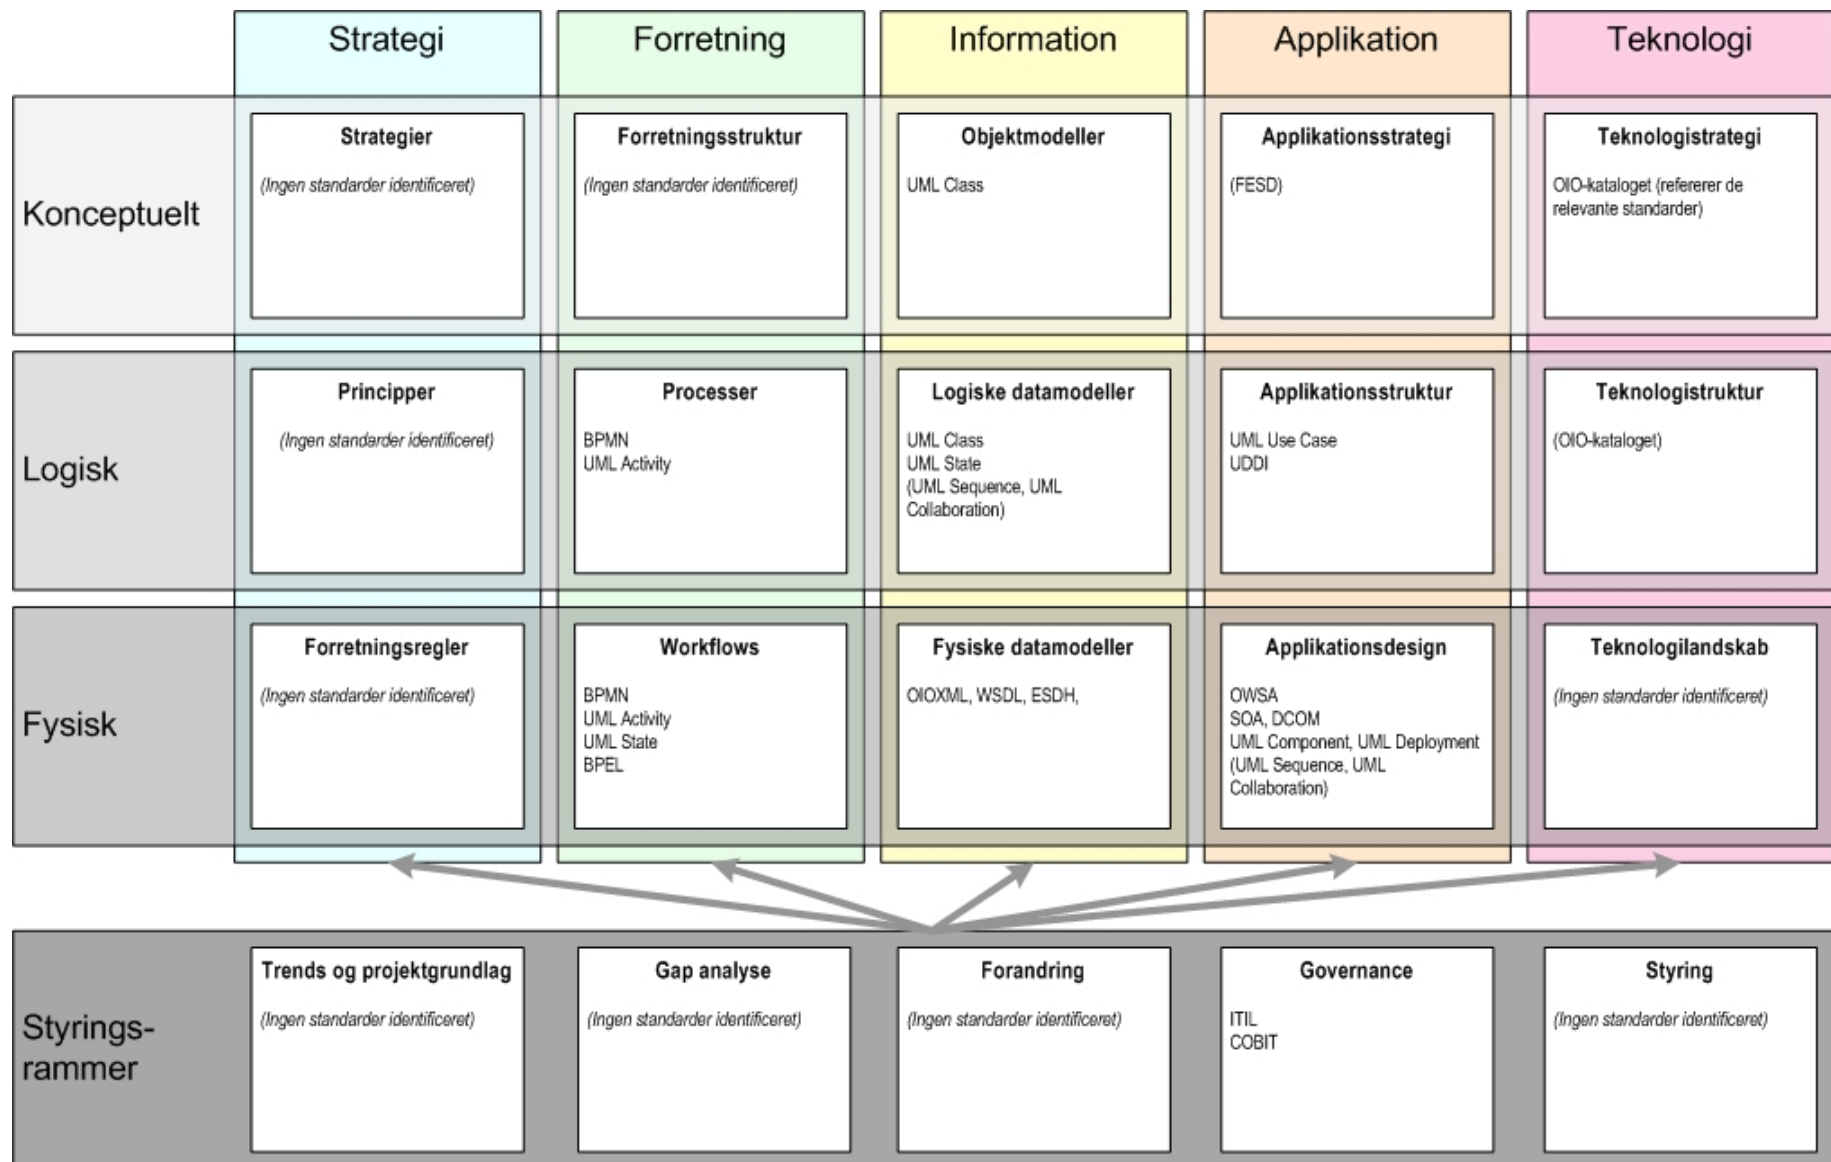 Strategi
Forretning
Information
Applikation
Teknologi
Konceptuelt
Strategier
(Ingen standarder identificeret)
Forretningsstruktur
(Ingen standarder identificeret)
Objektmodeller
UML Class
Applikationsstrategi
(FESD)
Teknologistrategi
OIO-kataloget (refererer de
relevante standarder)
Logisk
Principper
(Ingen standarder identificeret)
Processer
BPMN
UML Activity
Logiske datamodeller
UML Class
UML State
(UML Sequence, UML
Collaboration)
Applikationsstruktur
UML Use Case
UDDI
Teknologistruktur
(OIO-kataloget)
Fysisk
Forretningsregler
(Ingen standarder identificeret)
Workflows
BPMN
UML Activity
UML State
BPEL
Fysiske datamodeller
OIOXML, WSDL, ESDH,
Applikationsdesign
OWSA
SOA, DCOM
UML Component, UML Deployment
(UML Sequence, UML
Collaboration)
Teknologilandskab
(Ingen standarder identificeret)
Styrings-
rammer
Trends og projektgrundlag
(Ingen standarder identificeret)
Gap analyse
(Ingen standarder identificeret)
Forandring
(Ingen standarder identificeret)
Governance
ITIL
COBIT
Styring
(Ingen standarder identificeret)